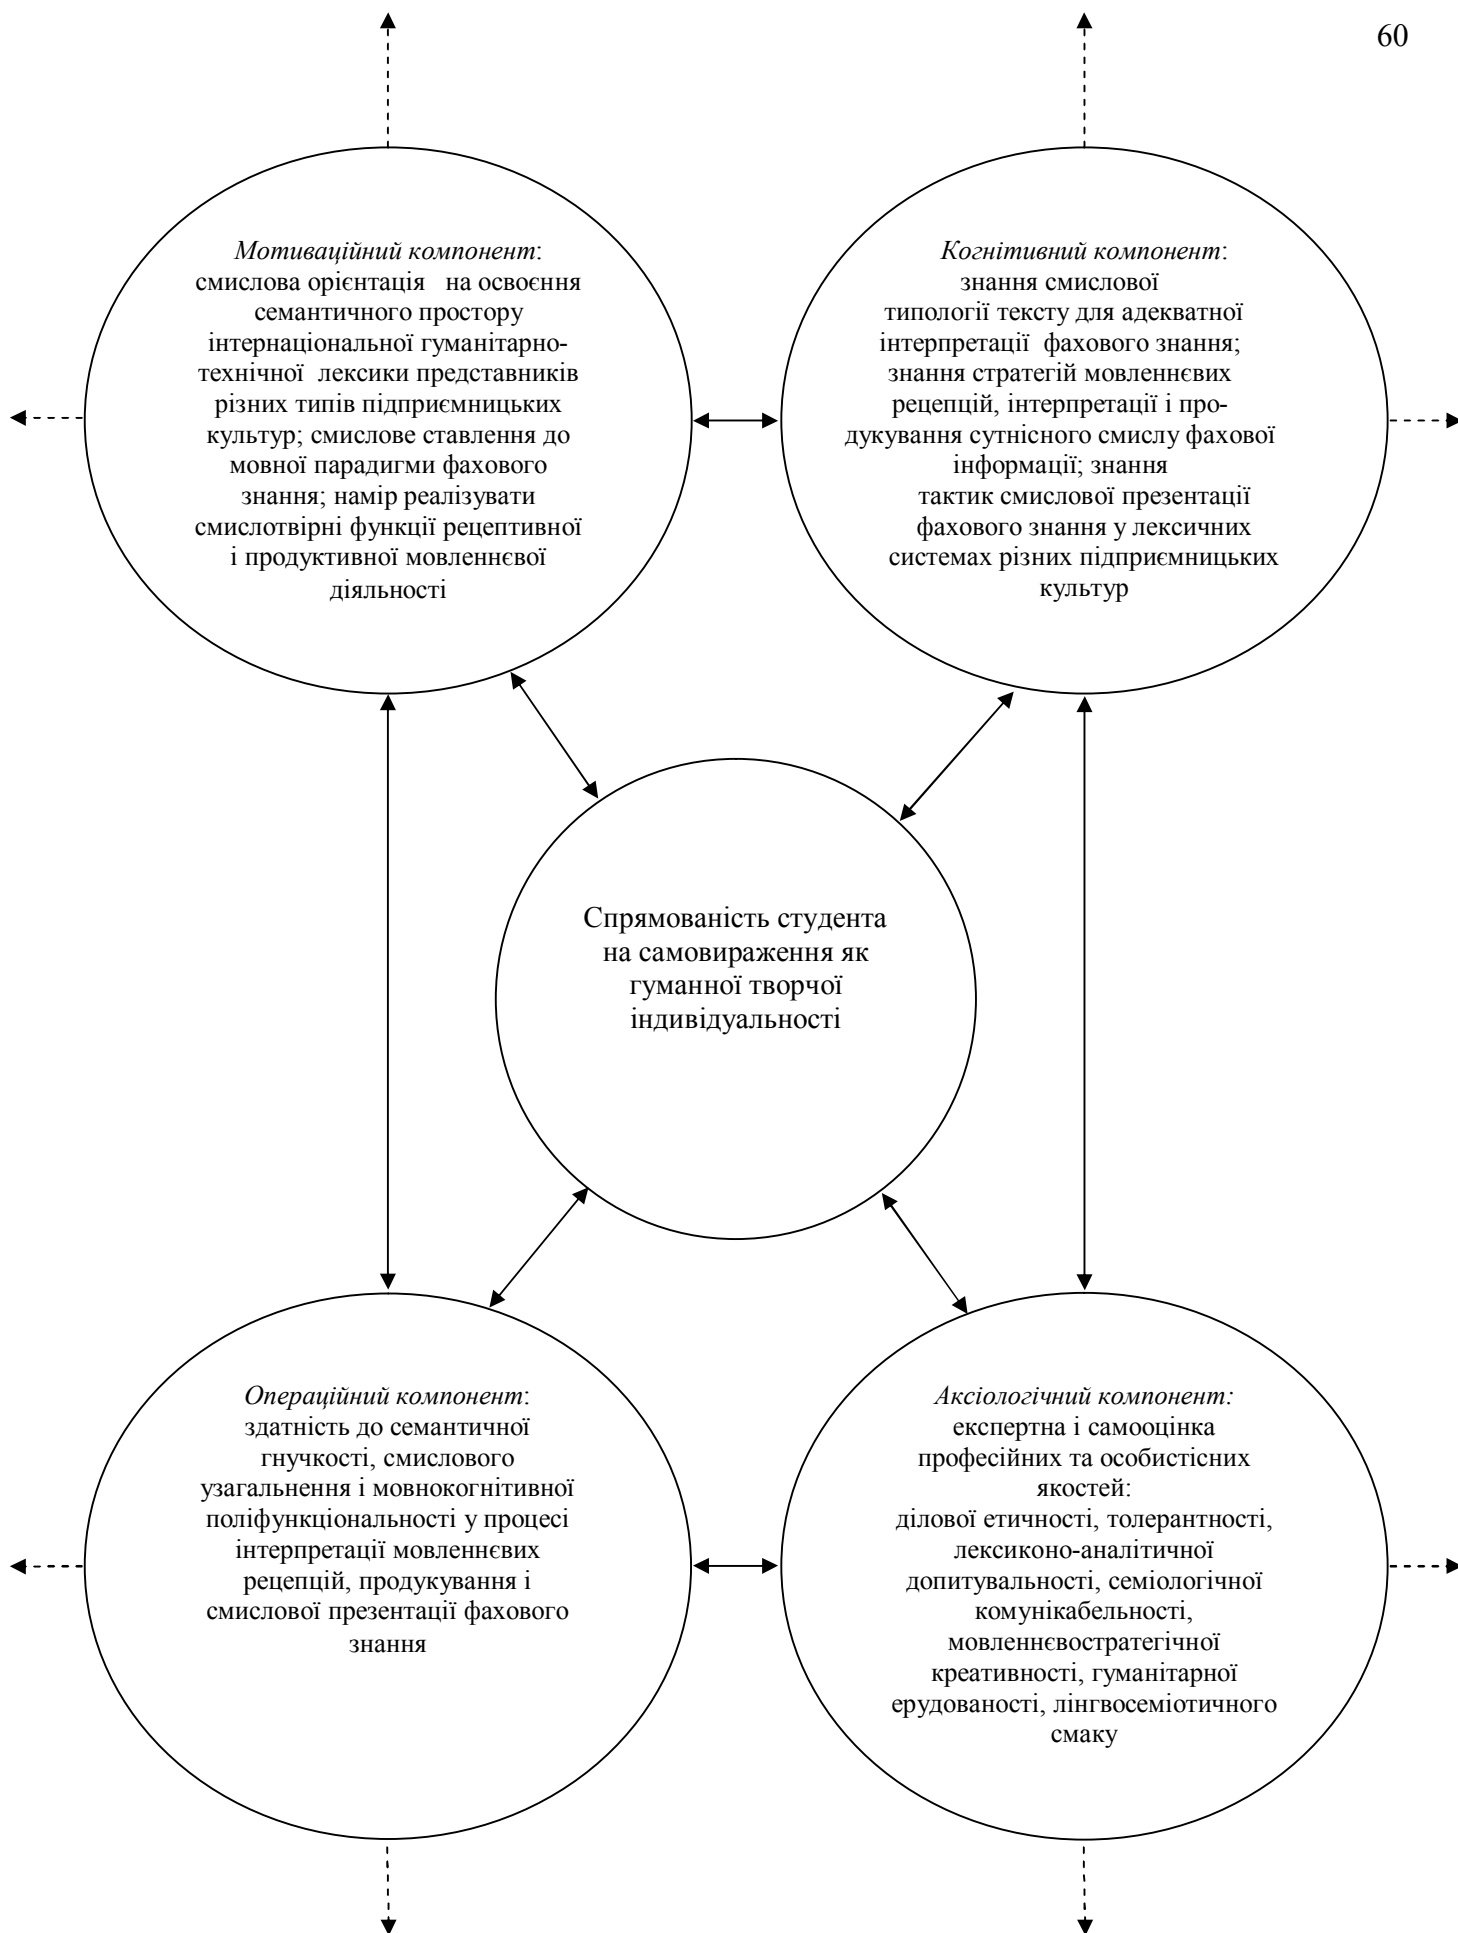 60
Мотиваційний компонент:
смислова орієнтація на освоєння
семантичного простору
інтернаціональної гуманітарно-
технічної лексики представників
різних типів підприємницьких
культур; смислове ставлення до
мовної парадигми фахового
знання; намір реалізувати
смислотвірні функції рецептивної
і продуктивної мовленнєвої
діяльності
Когнітивний компонент:
знання смислової
типології тексту для адекватної
інтерпретації фахового знання;
знання стратегій мовленнєвих
рецепцій, інтерпретації і про-
дукування сутнісного смислу фахової
інформації; знання
тактик смислової презентації
фахового знання у лексичних
системах різних підприємницьких
культур
Спрямованість студента
на самовираження як
гуманної творчої
індивідуальності
Операційний компонент:
здатність до семантичної
гнучкості, смислового
узагальнення і мовнокогнітивної
поліфункціональності у процесі
інтерпретації мовленнєвих
рецепцій, продукування і
смислової презентації фахового
знання
Аксіологічний компонент:
експертна і самооцінка
професійних та особистісних
якостей:
ділової етичності, толерантності,
лексиконо-аналітичної
допитувальності, семіологічної
комунікабельності,
мовленнєвостратегічної
креативності, гуманітарної
ерудованості, лінгвосеміотичного
смаку